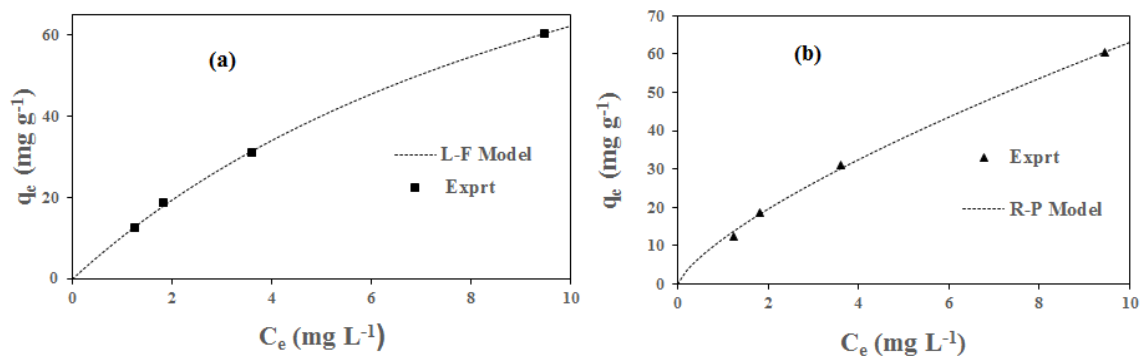 (a)
60
40
20
0
0 2 4 6 8 10
qₑ (mg g⁻¹)
Cₑ (mg L⁻¹)
L-F Model
Exprt
(b)
70
60
50
40
30
20
10
0
0 2 4 6 8 10
qₑ (mg g⁻¹)
Cₑ (mg L⁻¹)
Exprt
R-P Model